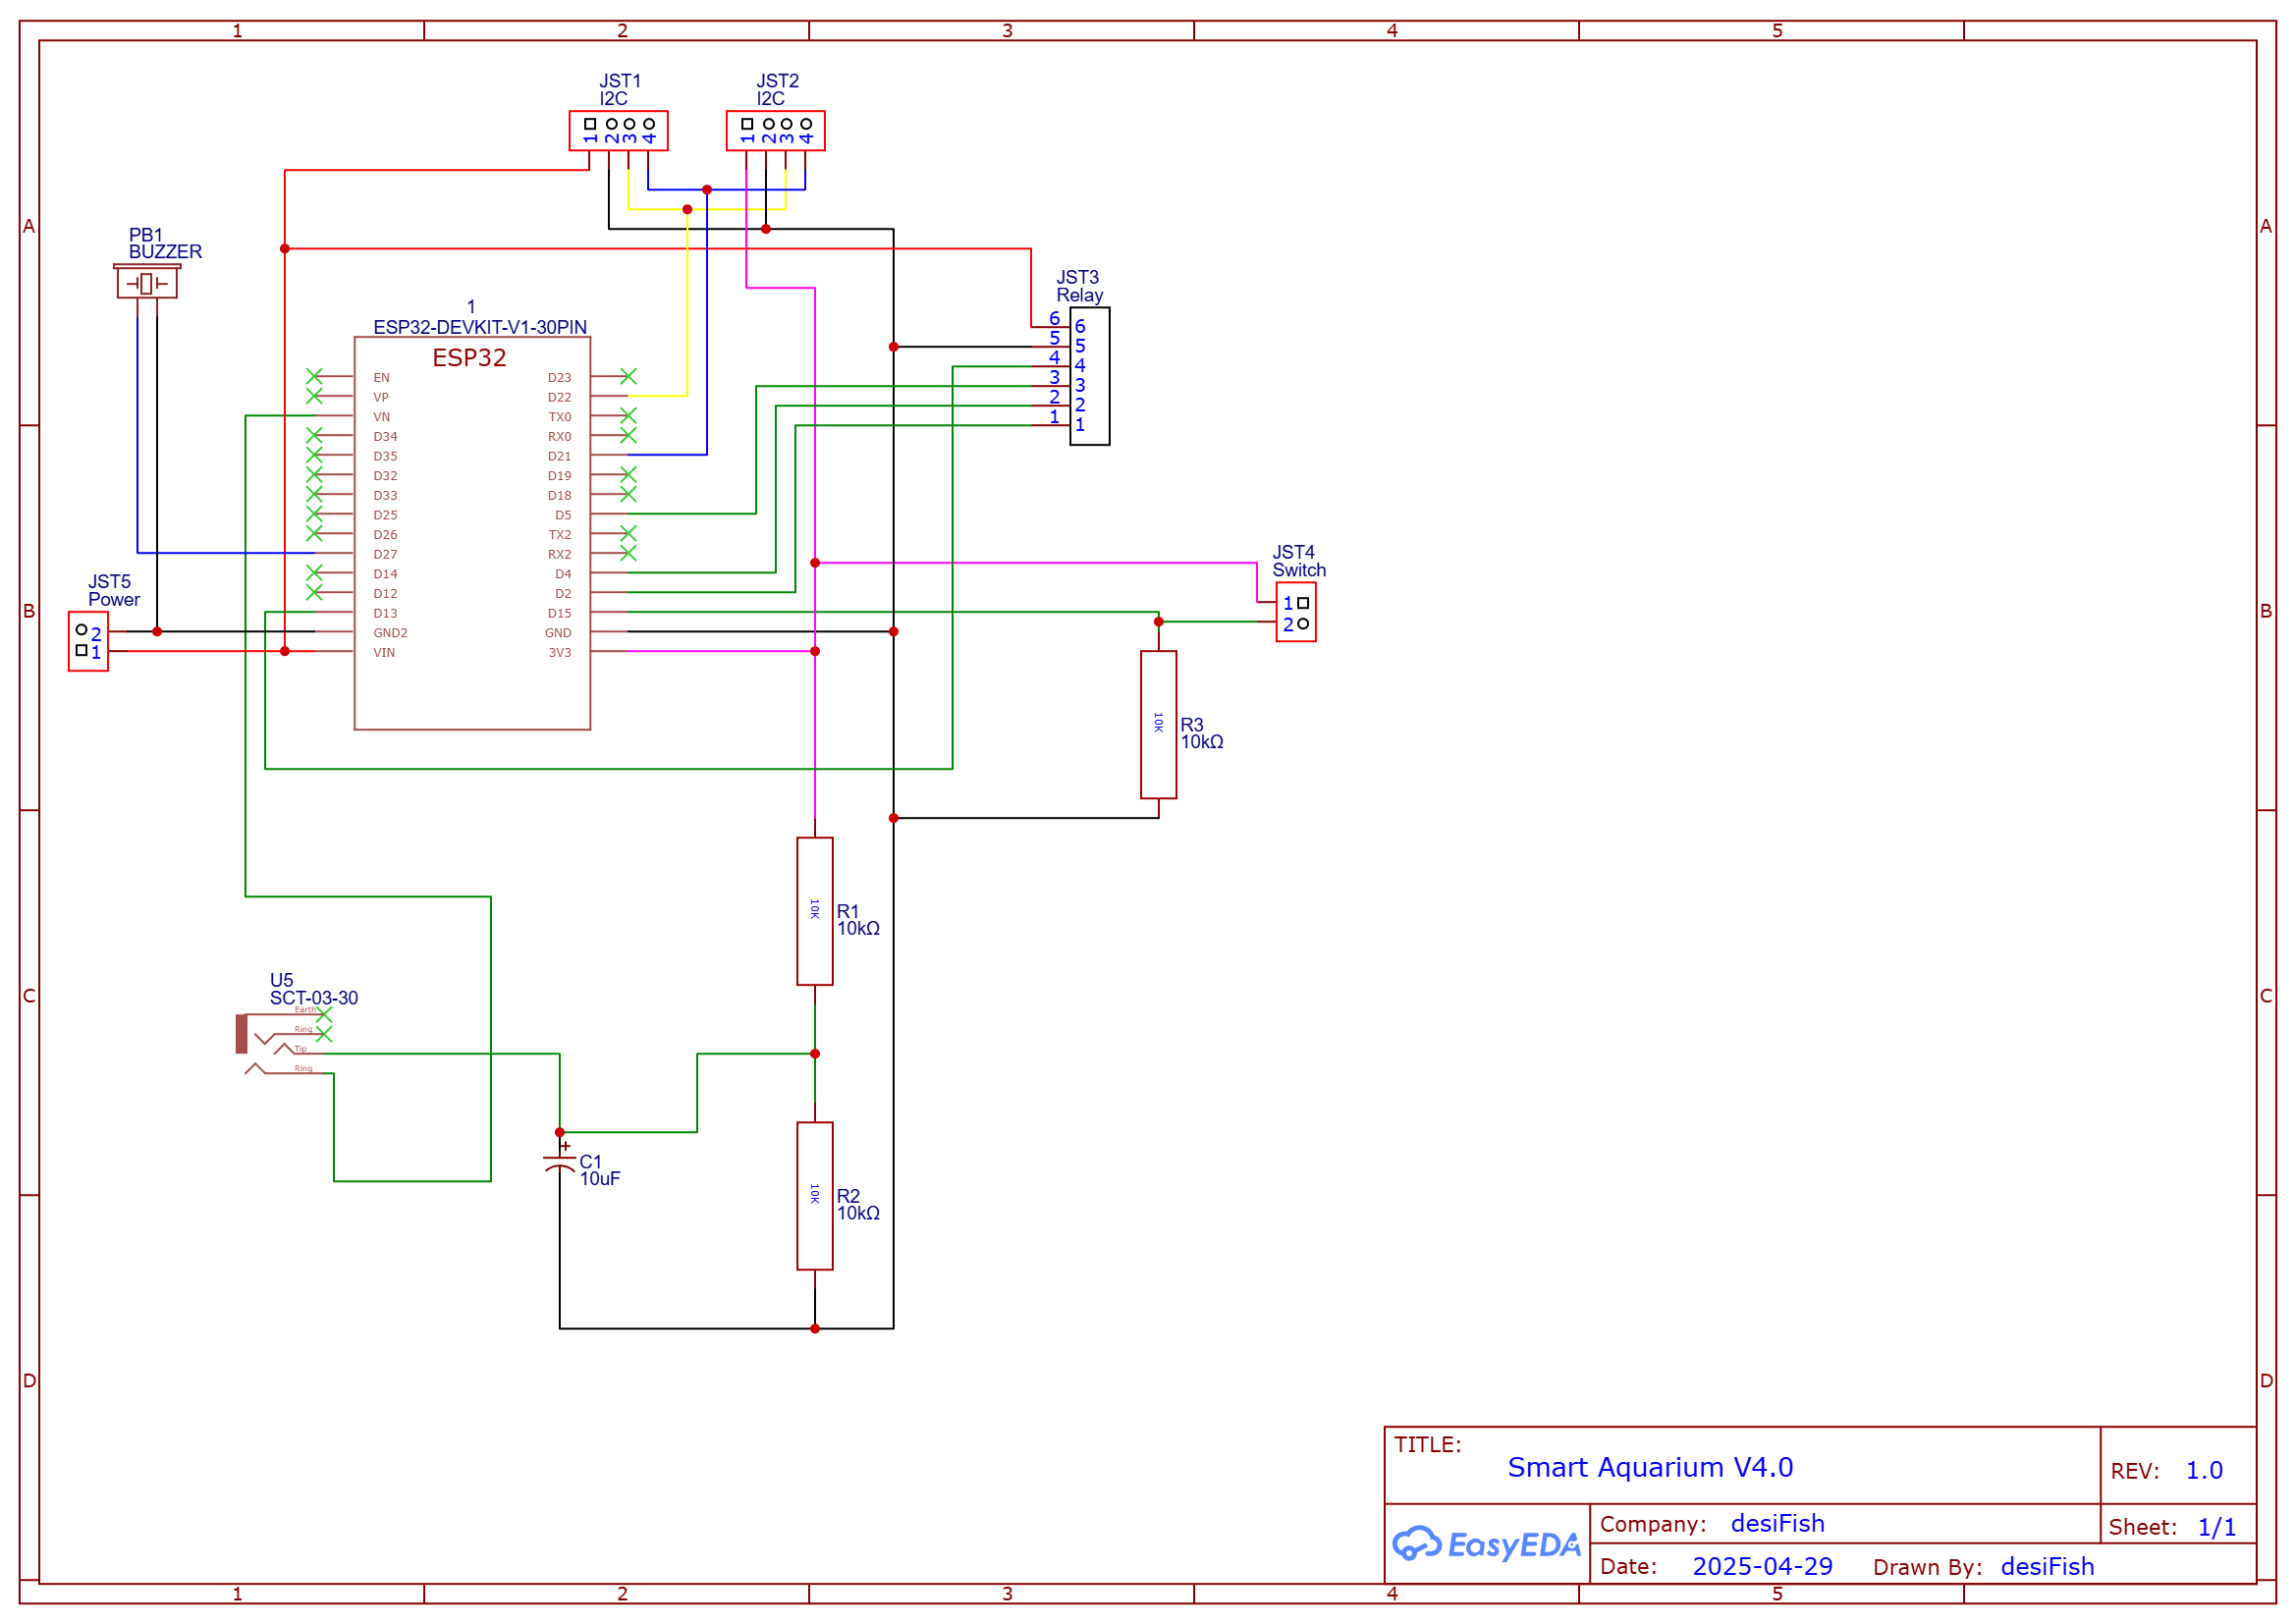 1 2 3 4 5
JST1
I2C
1 2 3 4
JST2
I2C
1 2 3 4
A A
PB1
BUZZER
JST3
Relay
6 6
5 5
4 4
3 3
2 2
1 1
1
ESP32-DEVKIT-V1-30PIN
ESP32
EN D23
VP D22
VN TX0
D34 RX0
D35 D21
D32 D19
D33 D18
D25 D5
D26 TX2
D27 RX2
D14 D4
D12 D2
D13 D15
GND2 GND
VIN 3V3
JST4
Switch
1
2
JST5
Power
2
1
B B
10K
R3
10kΩ
10K
R1
10kΩ
U5
SCT-03-30
Earth
Ring
Tip
Ring
C C
+
C1
10uF
10K
R2
10kΩ
D D
TITLE:
Smart Aquarium V4.0
REV: 1.0
EasyEDA
Company: desiFish
Sheet: 1/1
Date: 2025-04-29 Drawn By: desiFish
1 2 3 4 5